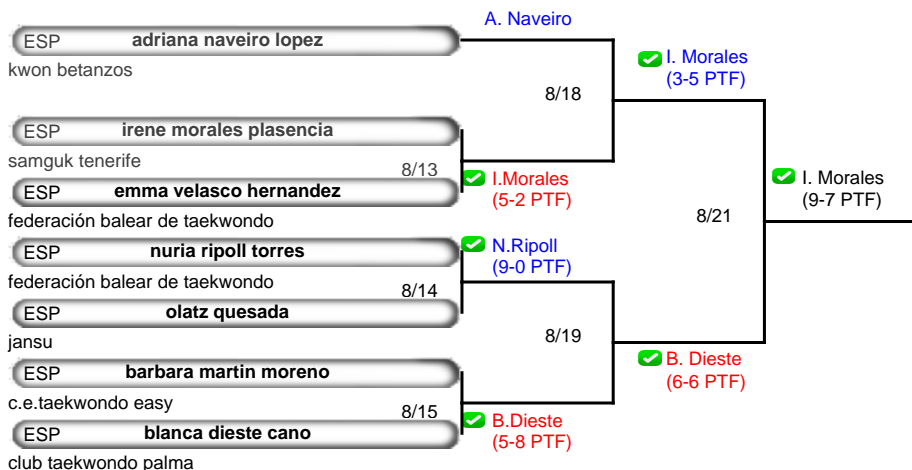 A. Naveiro
ESP adriana naveiro lopez
kwon betanzos
I. Morales
(3-5 PTF)
8/18
ESP irene morales plasencia
samguk tenerife
8/13
I.Morales
(5-2 PTF)
ESP emma velasco hernandez
federación balear de taekwondo
I. Morales
(9-7 PTF)
8/21
ESP nuria ripoll torres
federación balear de taekwondo
N.Ripoll
(9-0 PTF)
8/14
ESP olatz quesada
jansu
8/19
ESP barbara martin moreno
c.e.taekwondo easy
B. Dieste
(6-6 PTF)
8/15
B.Dieste
(5-8 PTF)
ESP blanca dieste cano
club taekwondo palma